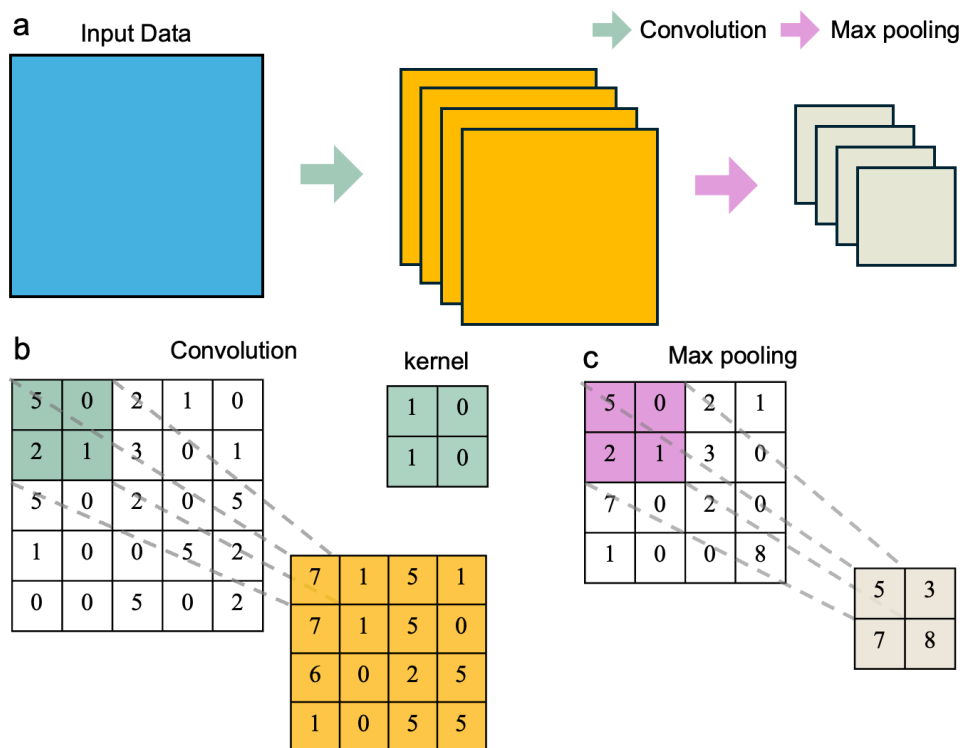 a
Input Data
Convolution
Max pooling
b
Convolution
kernel
5 0 2 1 0
2 1 3 0 1
5 0 2 0 5
1 0 0 5 2
0 0 5 0 2
1 0
1 0
7 1 5 1
7 1 5 0
6 0 2 5
1 0 5 5
c
Max pooling
5 0 2 1
2 1 3 0
7 0 2 0
1 0 0 8
5 3
7 8